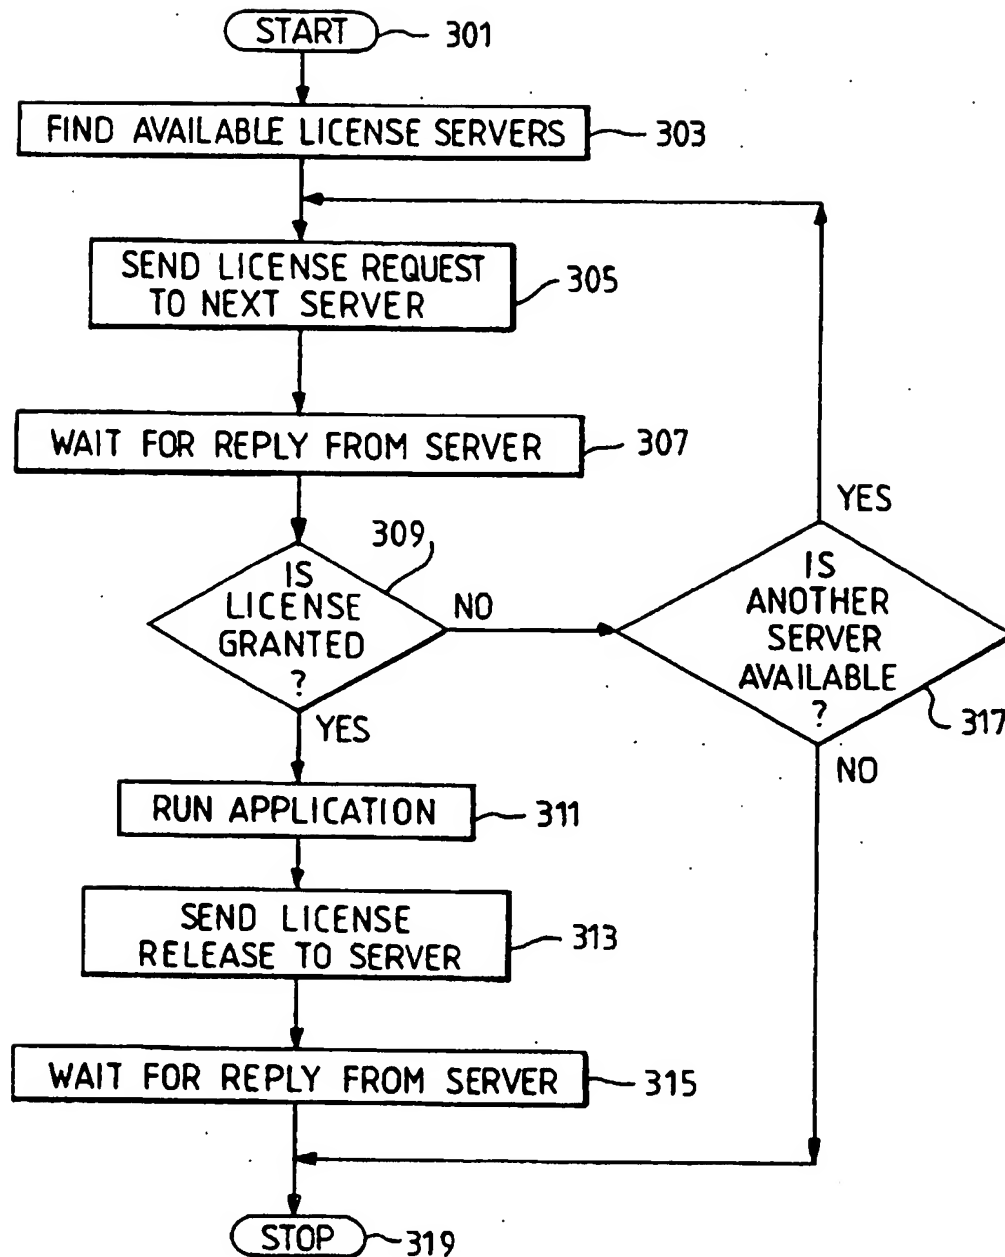 START
301
FIND AVAILABLE LICENSE SERVERS
303
SEND LICENSE REQUEST
TO NEXT SERVER
305
WAIT FOR REPLY FROM SERVER
307
309
IS
LICENSE
GRANTED
?
NO
YES
IS
ANOTHER
SERVER
AVAILABLE
?
317
YES
NO
RUN APPLICATION
311
SEND LICENSE
RELEASE TO SERVER
313
WAIT FOR REPLY FROM SERVER
315
STOP
319